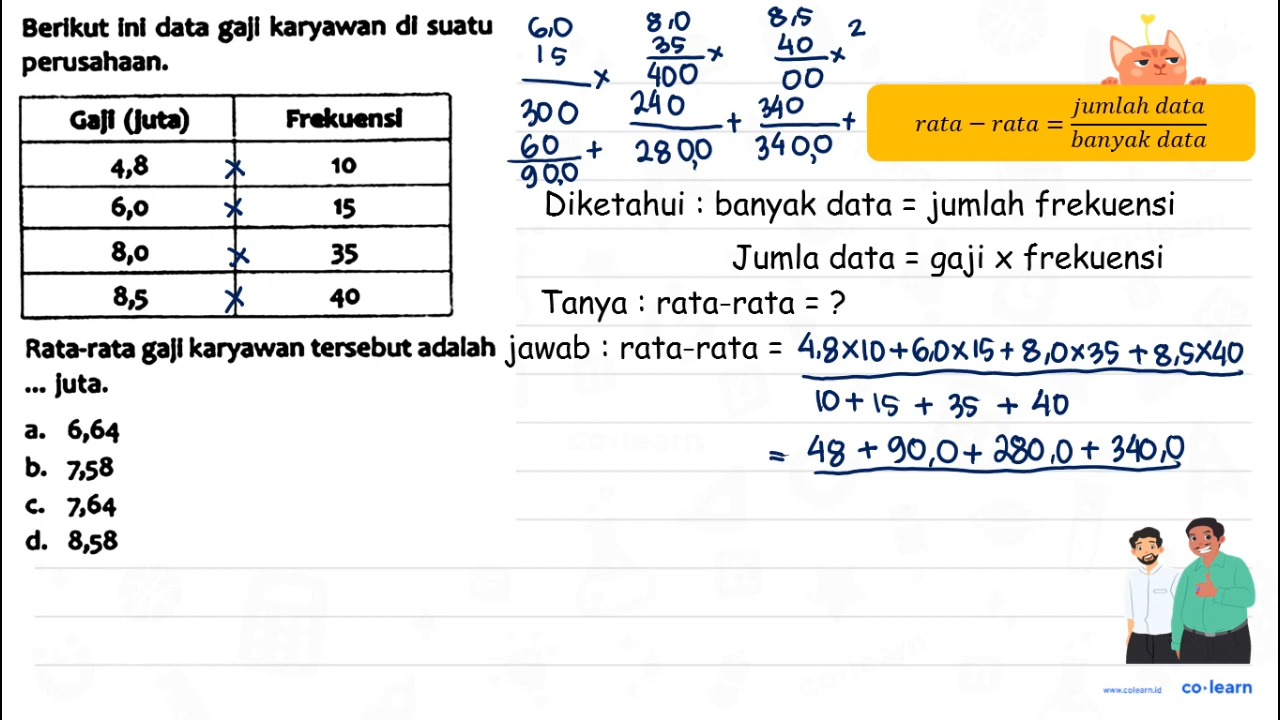 Berikut ini data gaji karyawan di suatu
perusahaan.
Gaji (juta) Frekuensi
4,8 × 10
6,0 × 15
8,0 × 35
8,5 × 40
Rata-rata gaji karyawan tersebut adalah
... juta.
a. 6,64
b. 7,58
c. 7,64
d. 8,58
6,0
15
×
300
60 +
90,0
8,0
35 ×
400
240
+
280,0
8,5 2
40 ×
00
340
+
340,0
rata − rata = jumlah data
banyak data
Diketahui : banyak data = jumlah frekuensi
Jumla data = gaji x frekuensi
Tanya : rata-rata = ?
jawab : rata-rata = 4,8×10+6,0×15+8,0×35+8,5×40
10+15 + 35 + 40
= 48 + 90,0 + 280,0 + 340,0
www.colearn.id co·learn